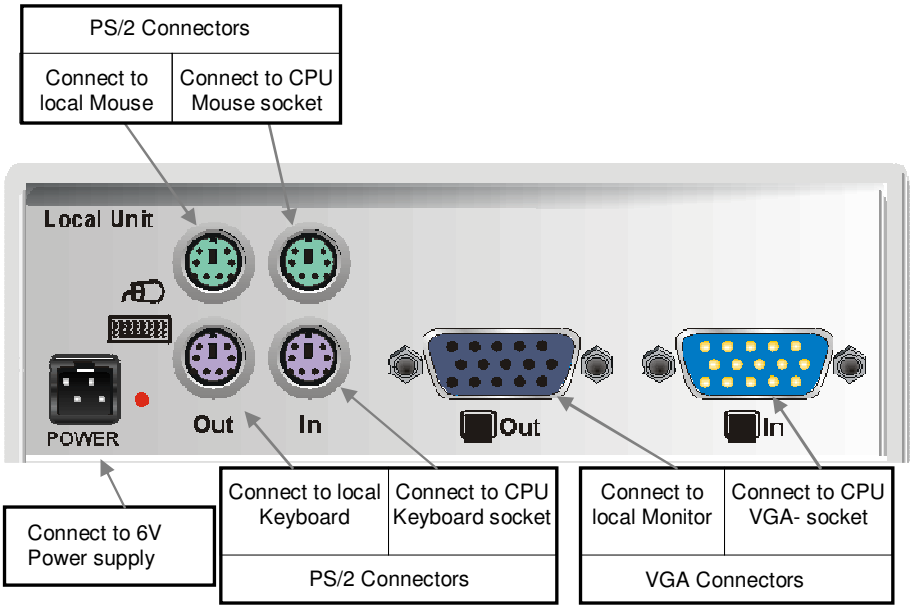 PS/2 Connectors
Connect to
local Mouse
Connect to CPU
Mouse socket
Local Unit
POWER
Out
In
Out
In
Connect to 6V
Power supply
Connect to local
Keyboard
Connect to CPU
Keyboard socket
PS/2 Connectors
Connect to
local Monitor
Connect to CPU
VGA- socket
VGA Connectors